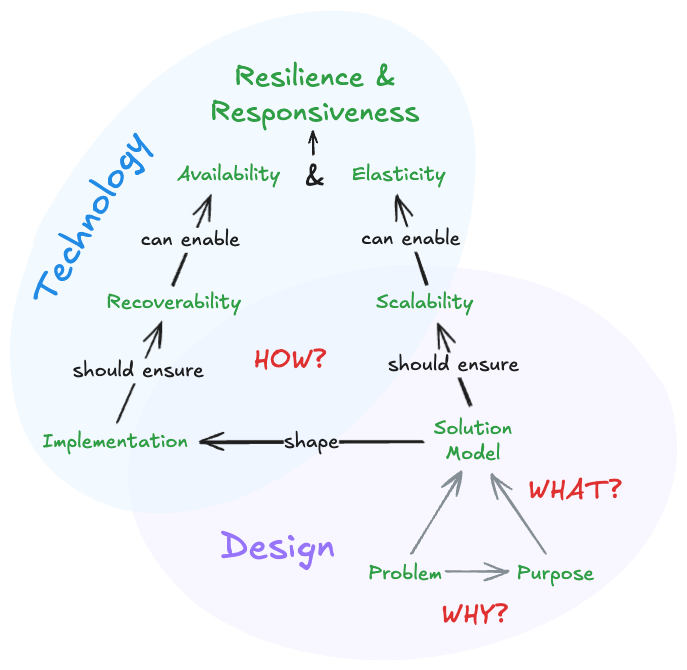 Resilience &
Responsiveness
Technology
Availability
&
Elasticity
can enable
can enable
Recoverability
Scalability
HOW?
should ensure
should ensure
Implementation
shape
Solution
Model
WHAT?
Design
Problem
Purpose
WHY?